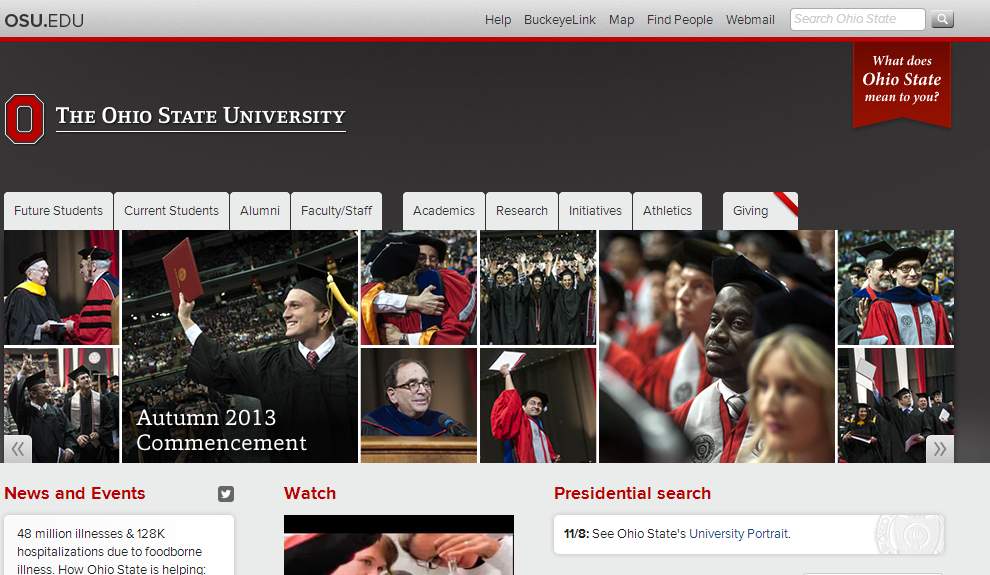 OSU.EDU
Help BuckeyeLink Map Find People Webmail Search Ohio State
What does
Ohio State
mean to you?
THE OHIO STATE UNIVERSITY
Future Students Current Students Alumni Faculty/Staff Academics Research Initiatives Athletics Giving
Autumn 2013
Commencement
News and Events
48 million illnesses & 128K
hospitalizations due to foodborne
illness. How Ohio State is helping:
Watch
Presidential search
11/8: See Ohio State's University Portrait.